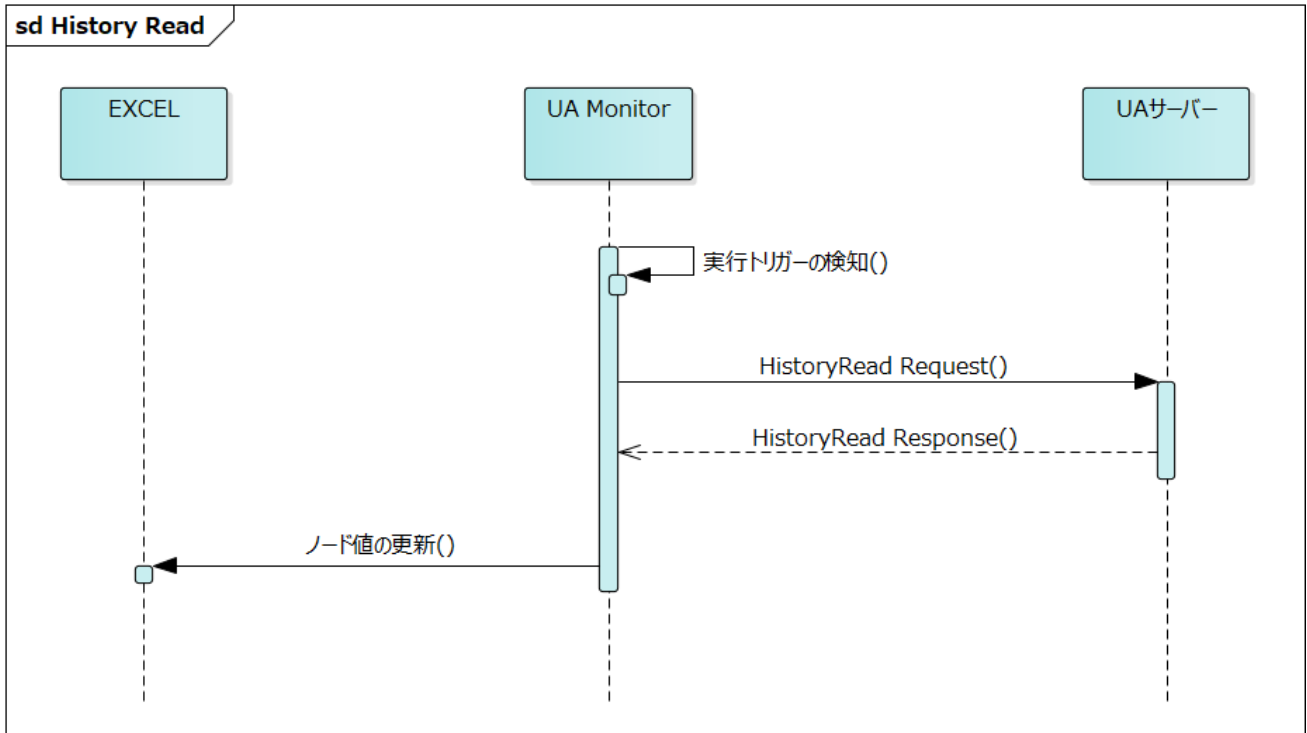 sd History Read
EXCEL
UA Monitor
UAサーバー
実行トリガーの検知()
HistoryRead Request()
HistoryRead Response()
ノード値の更新()